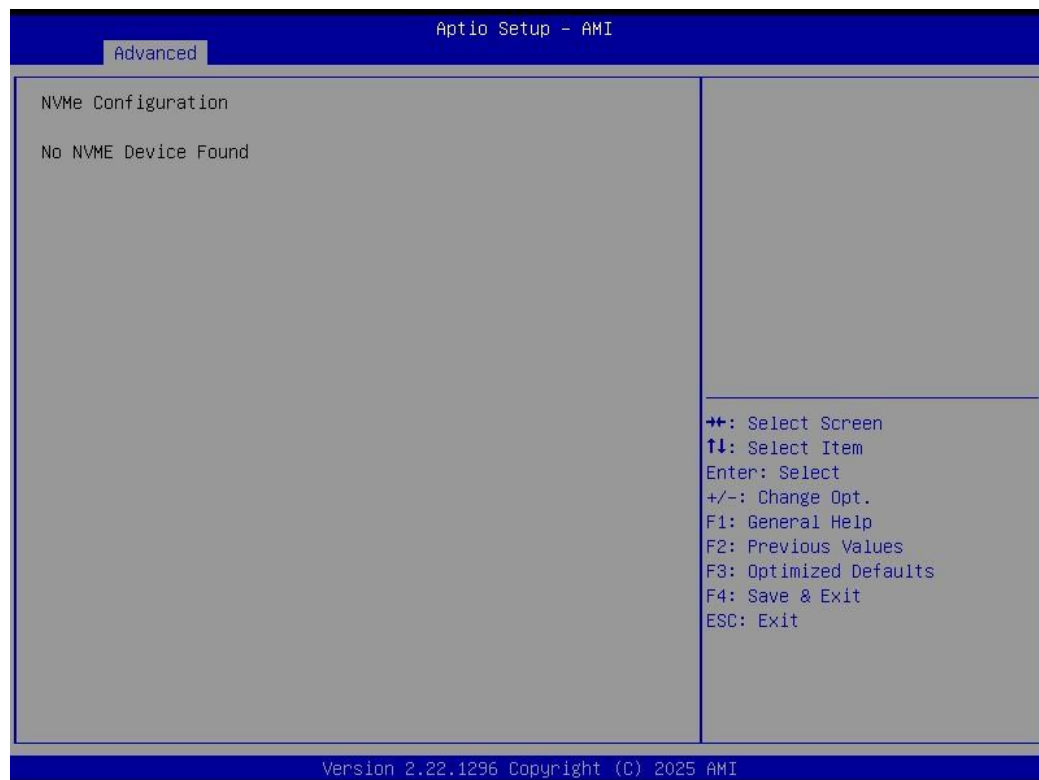 Aptio Setup – AMI
Advanced
NVMe Configuration
No NVME Device Found
→←: Select Screen
↑↓: Select Item
Enter: Select
+/-: Change Opt.
F1: General Help
F2: Previous Values
F3: Optimized Defaults
F4: Save & Exit
ESC: Exit
Version 2.22.1296 Copyright (C) 2025 AMI